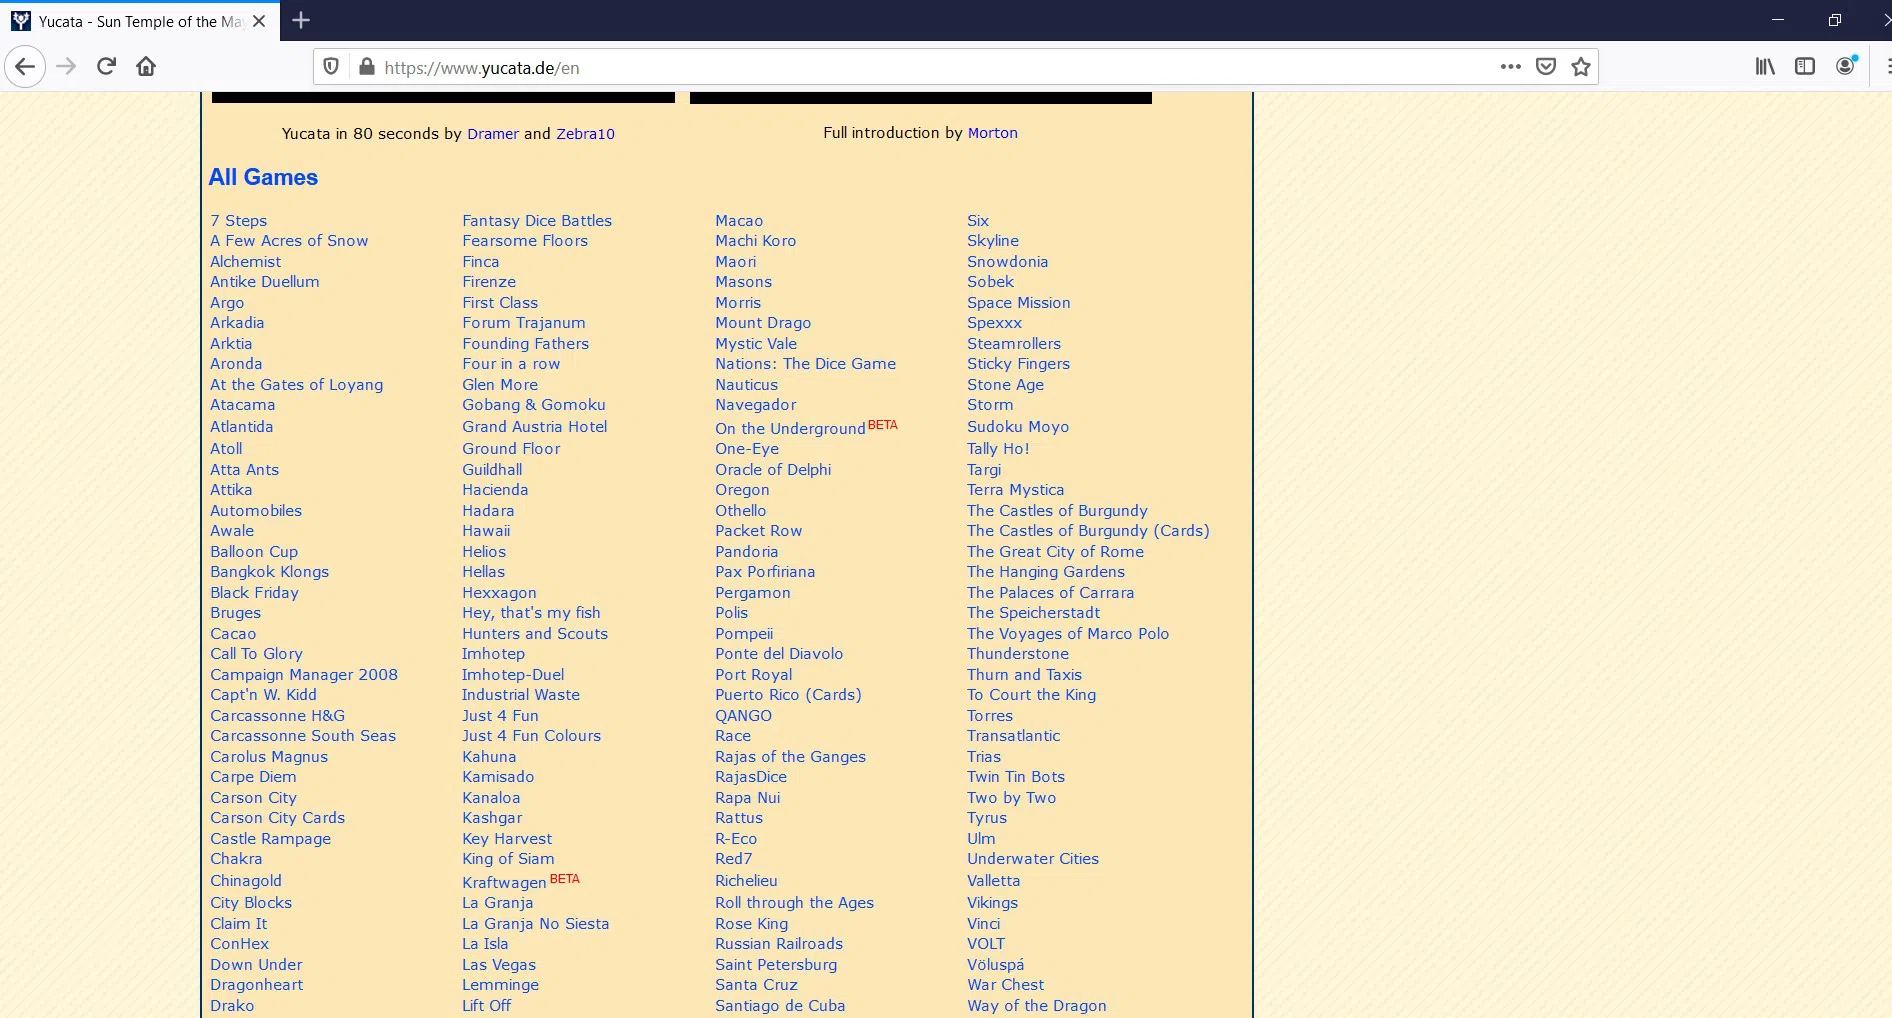 Yucata - Sun Temple of the May
https://www.yucata.de/en
Yucata in 80 seconds by Dramer and Zebra10
Full introduction by Morton
All Games
7 Steps
A Few Acres of Snow
Alchemist
Antike Duellum
Argo
Arkadia
Arktia
Aronda
At the Gates of Loyang
Atacama
Atlantida
Atoll
Atta Ants
Attika
Automobiles
Awale
Balloon Cup
Bangkok Klongs
Black Friday
Bruges
Cacao
Call To Glory
Campaign Manager 2008
Capt'n W. Kidd
Carcassonne H&G
Carcassonne South Seas
Carolus Magnus
Carpe Diem
Carson City
Carson City Cards
Castle Rampage
Chakra
Chinagold
City Blocks
Claim It
ConHex
Down Under
Dragonheart
Drako
Fantasy Dice Battles
Fearsome Floors
Finca
Firenze
First Class
Forum Trajanum
Founding Fathers
Four in a row
Glen More
Gobang & Gomoku
Grand Austria Hotel
Ground Floor
Guildhall
Hacienda
Hadara
Hawaii
Helios
Hellas
Hexxagon
Hey, that's my fish
Hunters and Scouts
Imhotep
Imhotep-Duel
Industrial Waste
Just 4 Fun
Just 4 Fun Colours
Kahuna
Kamisado
Kanaloa
Kashgar
Key Harvest
King of Siam
Kraftwagen BETA
La Granja
La Granja No Siesta
La Isla
Las Vegas
Lemminge
Lift Off
Macao
Machi Koro
Maori
Masons
Morris
Mount Drago
Mystic Vale
Nations: The Dice Game
Nauticus
Navegador
On the Underground BETA
One-Eye
Oracle of Delphi
Oregon
Othello
Packet Row
Pandoria
Pax Porfiriana
Pergamon
Polis
Pompeii
Ponte del Diavolo
Port Royal
Puerto Rico (Cards)
QANGO
Race
Rajas of the Ganges
RajasDice
Rapa Nui
Rattus
R-Eco
Red7
Richelieu
Roll through the Ages
Rose King
Russian Railroads
Saint Petersburg
Santa Cruz
Santiago de Cuba
Six
Skyline
Snowdonia
Sobek
Space Mission
Spexxx
Steamrollers
Sticky Fingers
Stone Age
Storm
Sudoku Moyo
Tally Ho!
Targi
Terra Mystica
The Castles of Burgundy
The Castles of Burgundy (Cards)
The Great City of Rome
The Hanging Gardens
The Palaces of Carrara
The Speicherstadt
The Voyages of Marco Polo
Thunderstone
Thurn and Taxis
To Court the King
Torres
Transatlantic
Trias
Twin Tin Bots
Two by Two
Tyrus
Ulm
Underwater Cities
Valletta
Vikings
Vinci
VOLT
Völuspá
War Chest
Way of the Dragon